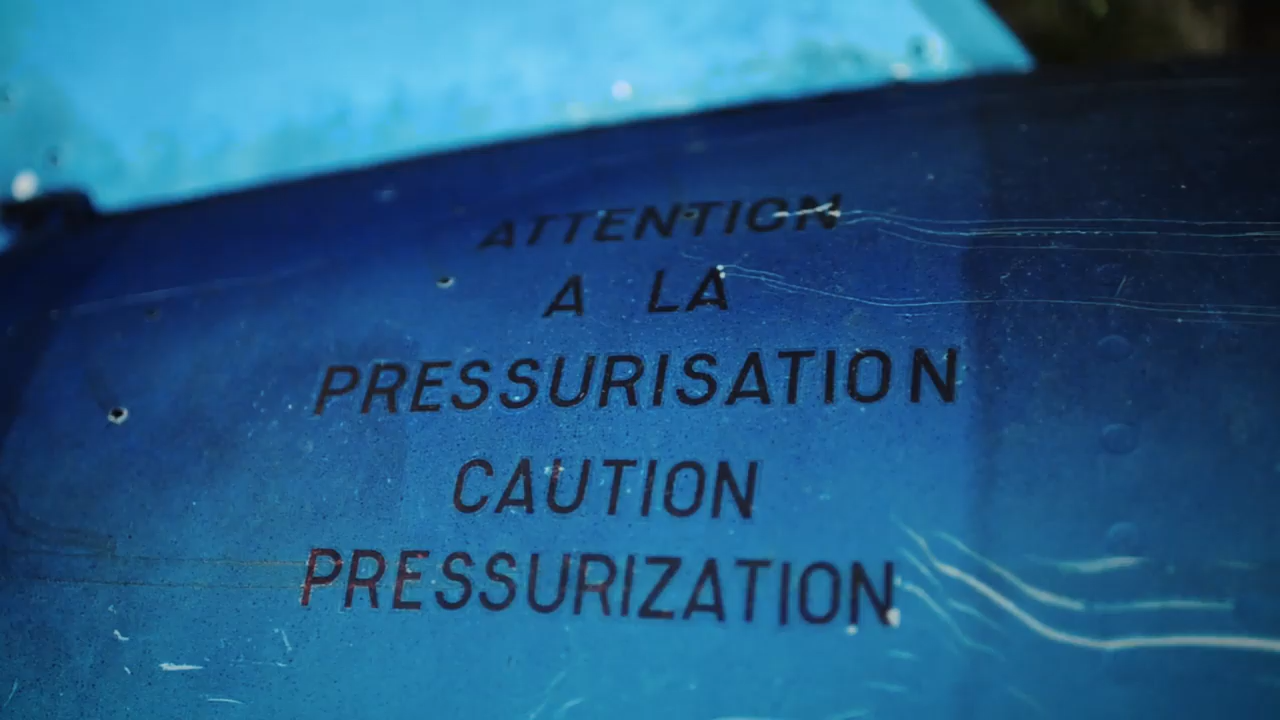 ATTENTION
A LA
PRESSURISATION
CAUTION
PRESSURIZATION